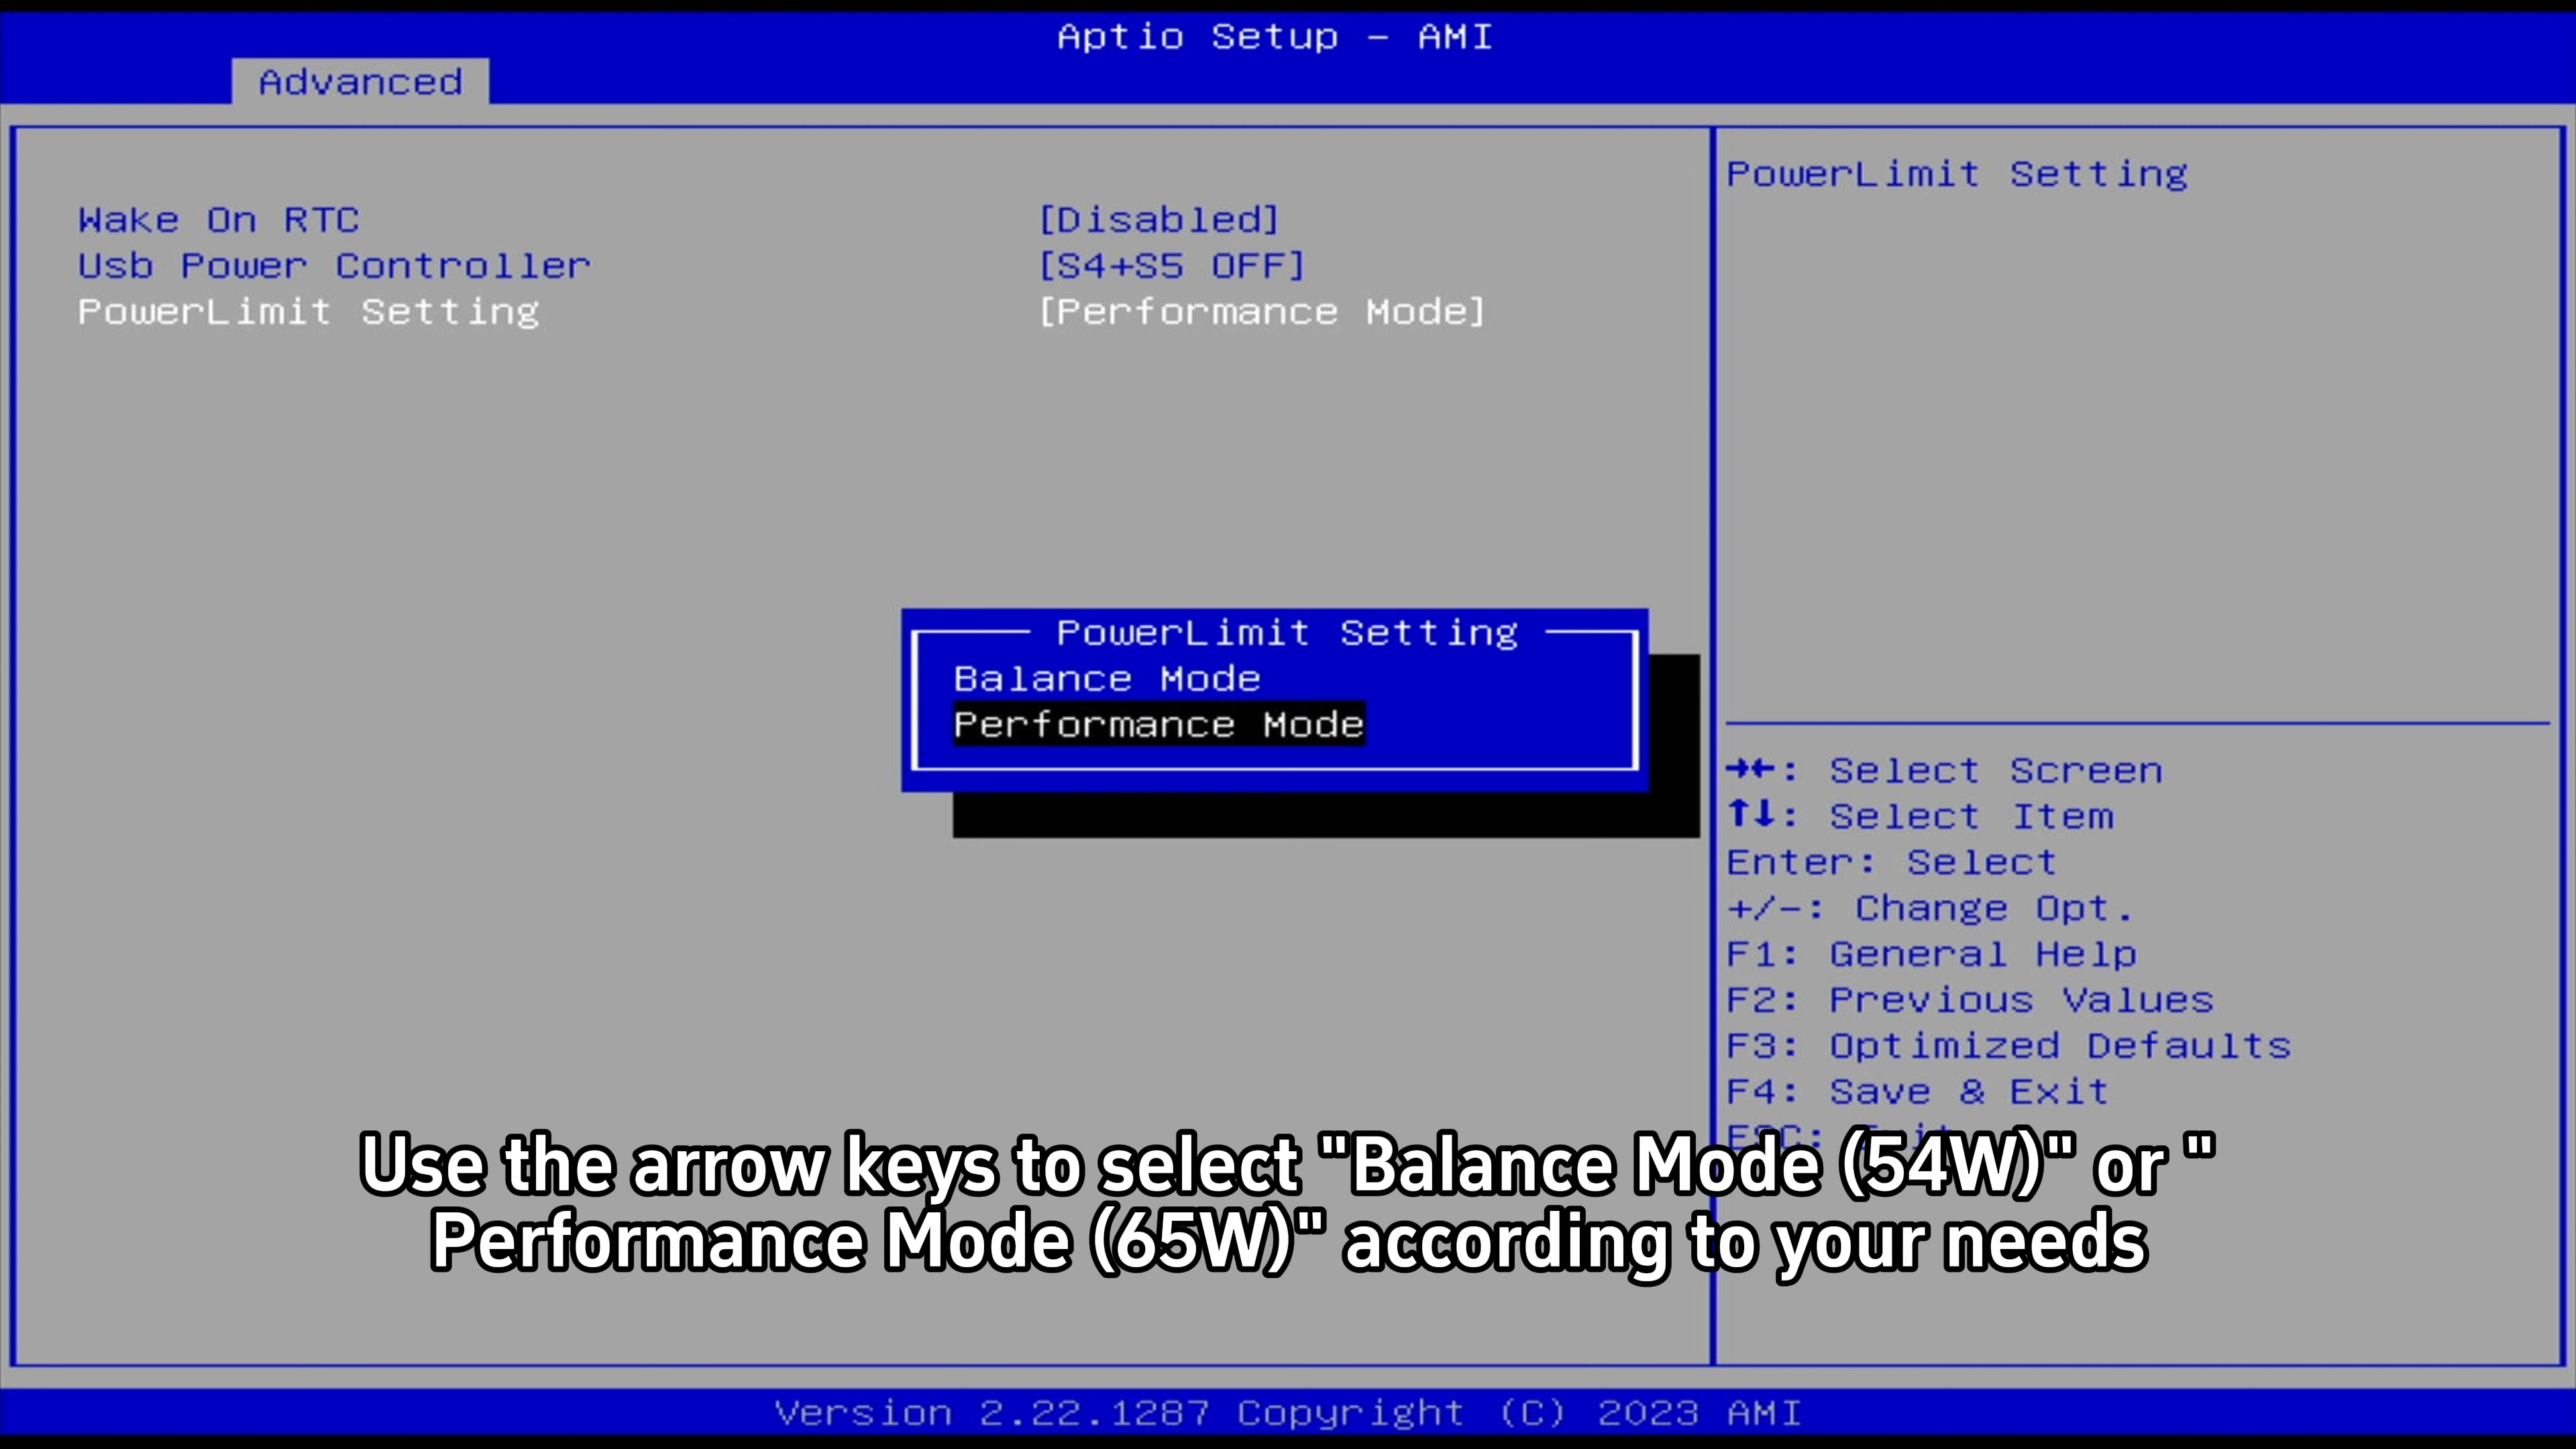 Aptio Setup – AMI
Advanced
Wake On RTC [Disabled]
Usb Power Controller [S4+S5 OFF]
PowerLimit Setting [Performance Mode]
PowerLimit Setting
PowerLimit Setting
Balance Mode
Performance Mode
→←: Select Screen
↑↓: Select Item
Enter: Select
+/-: Change Opt.
F1: General Help
F2: Previous Values
F3: Optimized Defaults
F4: Save & Exit
ESC: Exit
Use the arrow keys to select "Balance Mode (54W)" or "
Performance Mode (65W)" according to your needs
Version 2.22.1287 Copyright (C) 2023 AMI